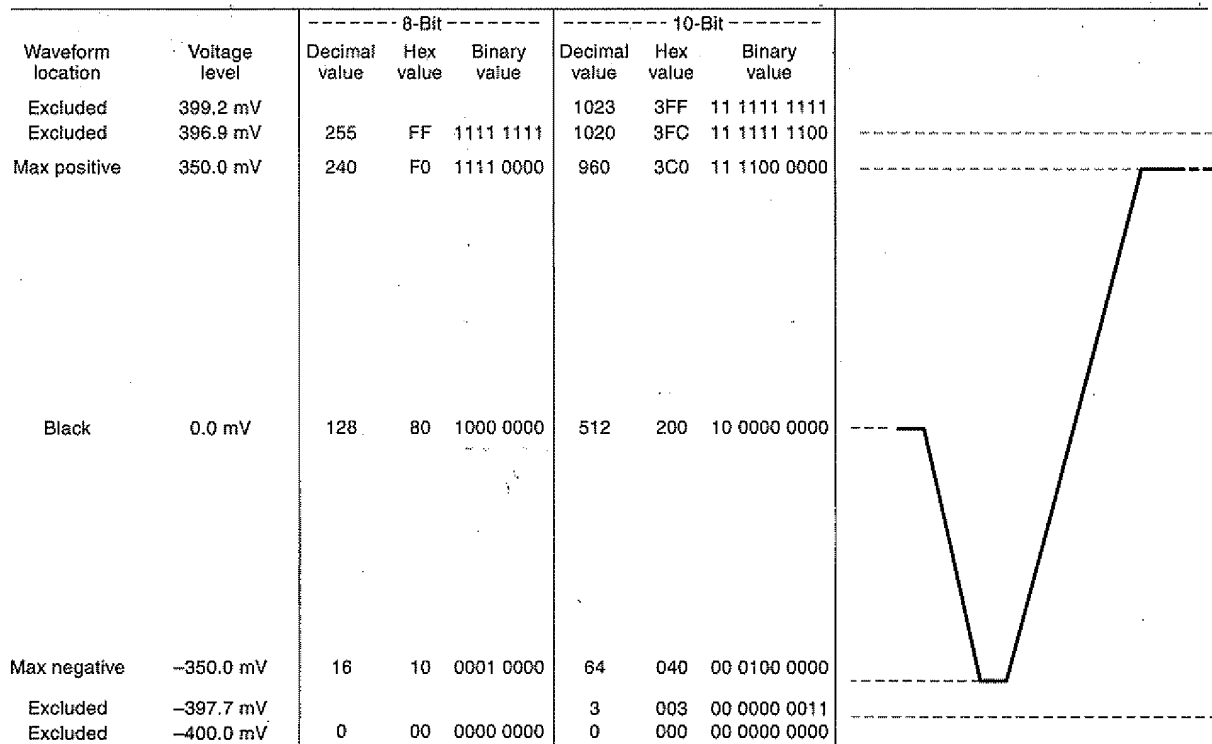 8-Bit 10-Bit
Waveform location Voltage level Decimal value Hex value Binary value Decimal value Hex value Binary value
Excluded 399.2 mV 1023 3FF 11 1111 1111
Excluded 396.9 mV 255 FF 1111 1111 1020 3FC 11 1111 1100
Max positive 350.0 mV 240 F0 1111 0000 960 3C0 11 1100 0000
Black 0.0 mV 128 80 1000 0000 512 200 10 0000 0000
Max negative –350.0 mV 16 10 0001 0000 64 040 00 0100 0000
Excluded –397.7 mV 3 003 00 0000 0011
Excluded –400.0 mV 0 00 0000 0000 0 000 00 0000 0000